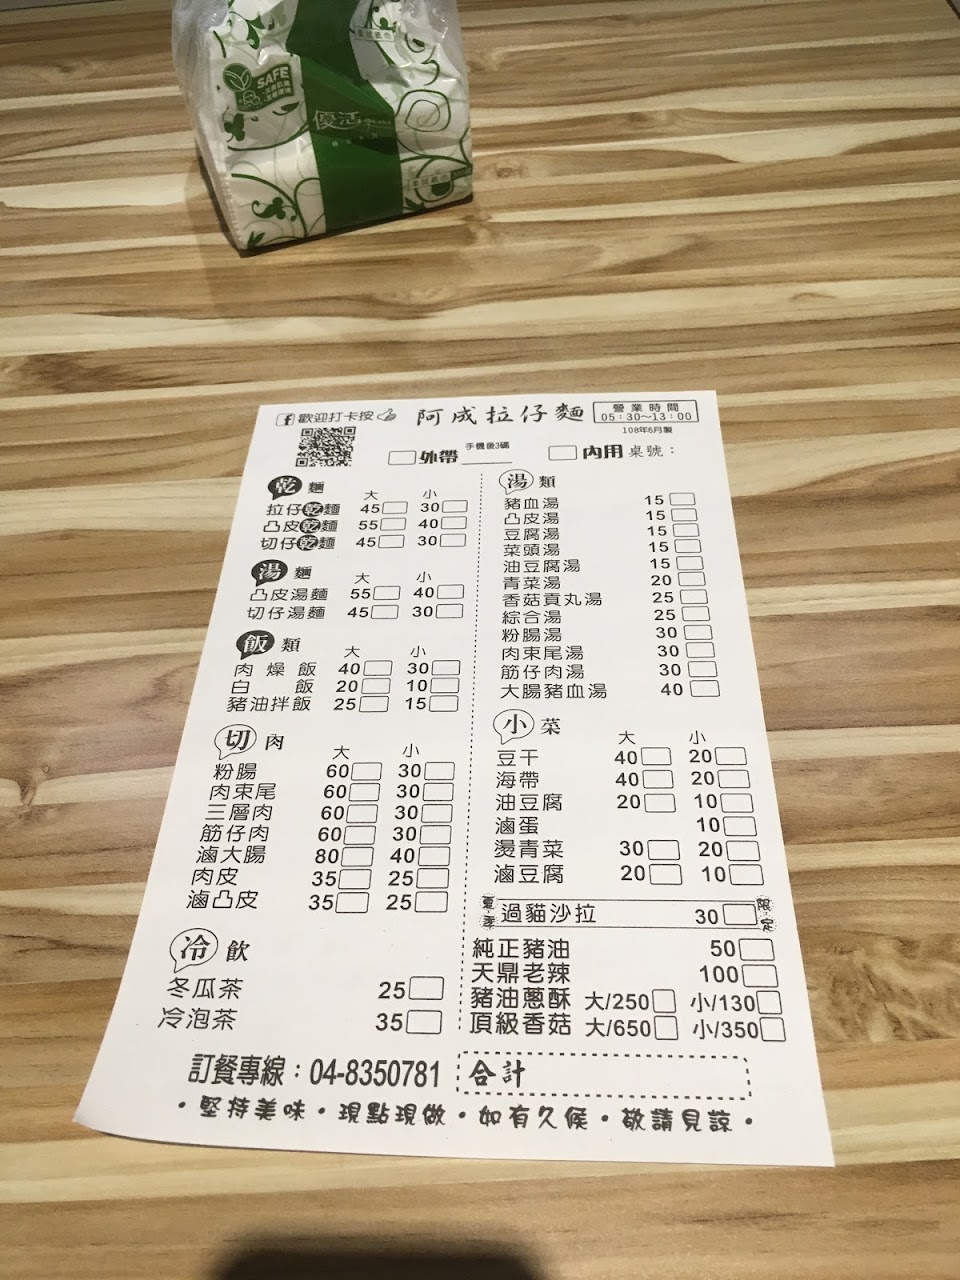 SAFE
優活
歡迎打卡按
阿成拉仔麵
營業時間
05:30~13:00
108年6月製
外帶 手機後3碼
內用 桌號：
乾麵 大 小
拉仔乾麵 45 30
凸皮乾麵 55 40
切仔乾麵 45 30
湯麵 大 小
凸皮湯麵 55 40
切仔湯麵 45 30
飯類 大 小
肉燥飯 40 30
白飯 20 10
豬油拌飯 25 15
切肉 大 小
粉腸 60 30
肉束尾 60 30
三層肉 60 30
筋仔肉 60 30
滷大腸 80 40
肉皮 35 25
滷凸皮 35 25
冷飲
冬瓜茶 25
冷泡茶 35
湯類
豬血湯 15
凸皮湯 15
豆腐湯 15
菜頭湯 15
油豆腐湯 15
青菜湯 20
香菇貢丸湯 25
綜合湯 25
粉腸湯 30
肉束尾湯 30
筋仔肉湯 30
大腸豬血湯 40
小菜 大 小
豆干 40 20
海帶 40 20
油豆腐 20 10
滷蛋 10
燙青菜 30 20
滷豆腐 20 10
夏季 過貓沙拉 30 限定
純正豬油 50
天鼎老辣 100
豬油蔥酥 大/250 小/130
頂級香菇 大/650 小/350
訂餐專線：04-8350781
合計
・堅持美味・現點現做・如有久候・敬請見諒・